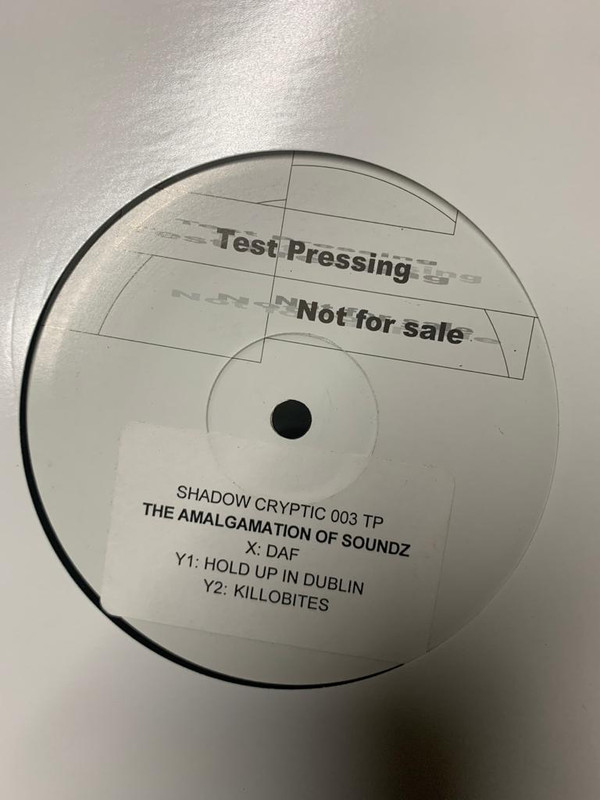 Test Pressing
Not for sale
SHADOW CRYPTIC 003 TP
THE AMALGAMATION OF SOUNDZ
X: DAF
Y1: HOLD UP IN DUBLIN
Y2: KILLOBITES